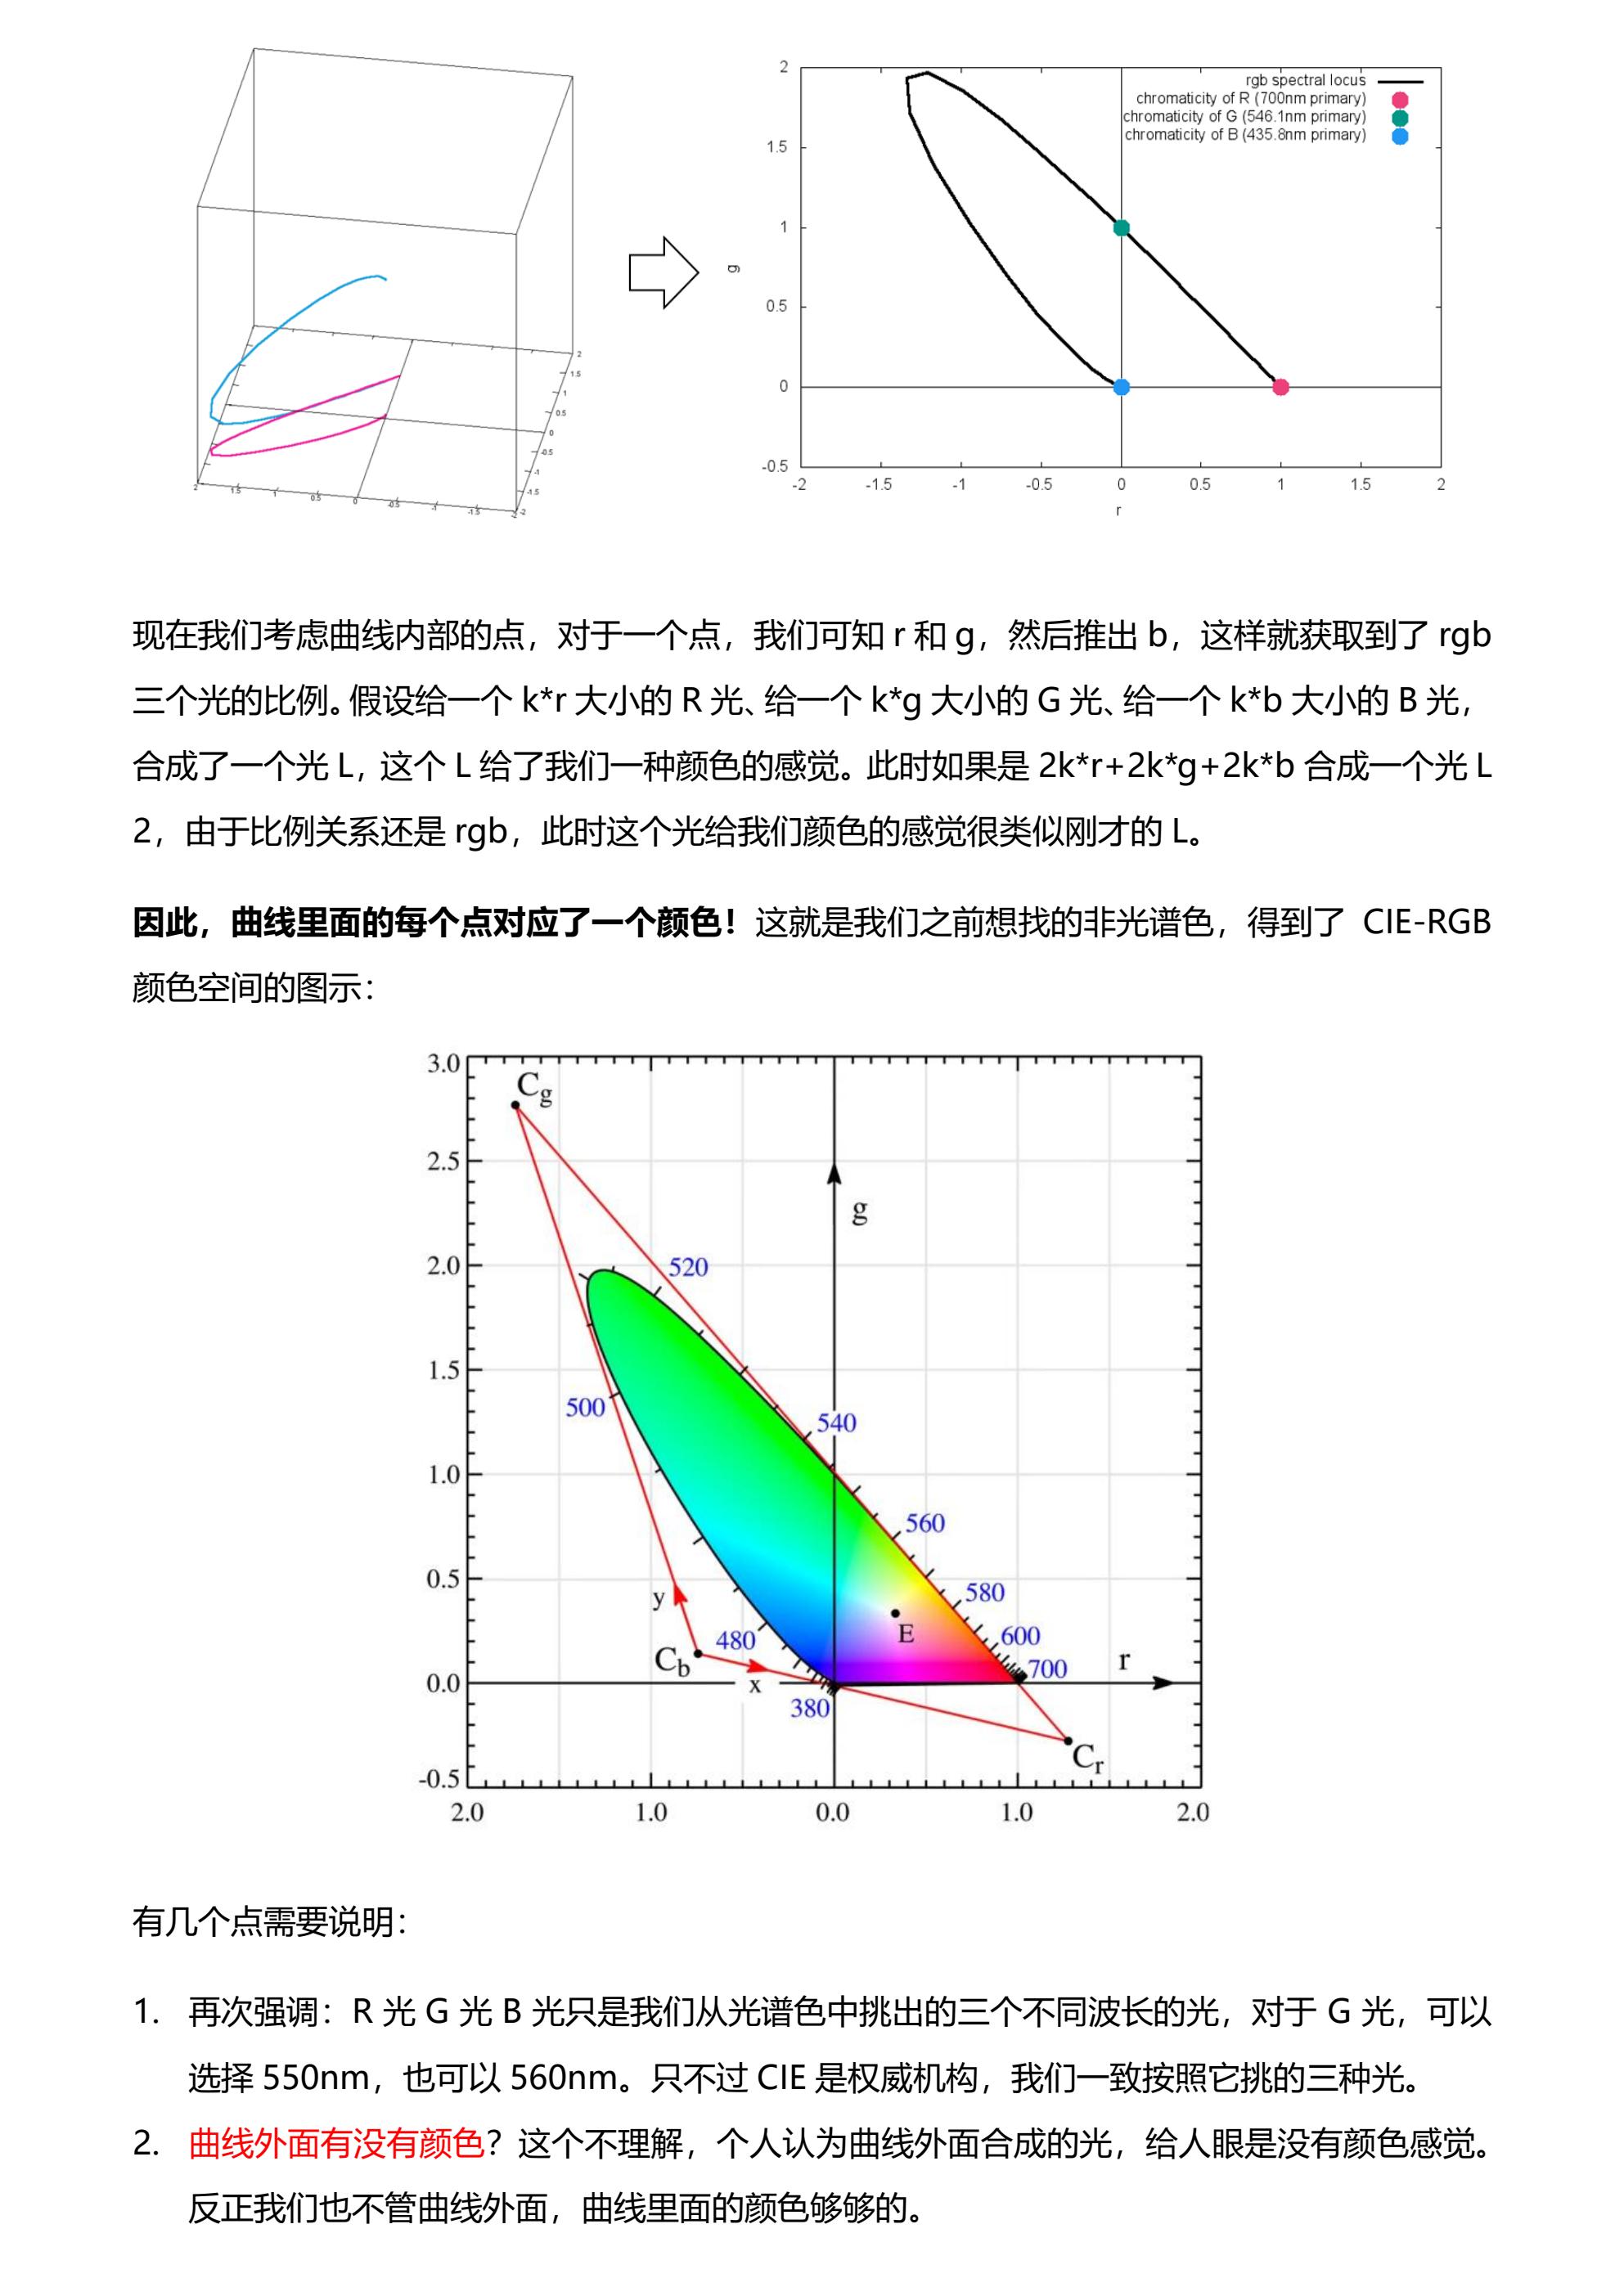 2
1.5
1
0.5
0
-0.5
-1
-1.5
-2
2
1.5
1
0.5
0
-0.5
-1
-1.5
-2
2
1.5
1
0.5
0
-0.5
g
rgb spectral locus
chromaticity of R (700nm primary)
chromaticity of G (546.1nm primary)
chromaticity of B (435.8nm primary)
-2 -1.5 -1 -0.5 0 0.5 1 1.5 2
r
现在我们考虑曲线内部的点，对于一个点，我们可知 r 和 g，然后推出 b，这样就获取到了 rgb
三个光的比例。假设给一个 k*r 大小的 R 光、给一个 k*g 大小的 G 光、给一个 k*b 大小的 B 光，
合成了一个光 L，这个 L 给了我们一种颜色的感觉。此时如果是 2k*r+2k*g+2k*b 合成一个光 L
2，由于比例关系还是 rgb，此时这个光给我们颜色的感觉很类似刚才的 L。
因此，曲线里面的每个点对应了一个颜色！这就是我们之前想找的非光谱色，得到了 CIE-RGB
颜色空间的图示：
3.0
Cg
2.5
g
2.0
520
1.5
500
540
1.0
560
0.5
580
y
E
480
600
Cb
700
r
0.0
x
380
Cr
-0.5
2.0 1.0 0.0 1.0 2.0
有几个点需要说明：
1. 再次强调：R 光 G 光 B 光只是我们从光谱色中挑出的三个不同波长的光，对于 G 光，可以
选择 550nm，也可以 560nm。只不过 CIE 是权威机构，我们一致按照它挑的三种光。
2. 曲线外面有没有颜色？这个不理解，个人认为曲线外面合成的光，给人眼是没有颜色感觉。
反正我们也不管曲线外面，曲线里面的颜色够够的。